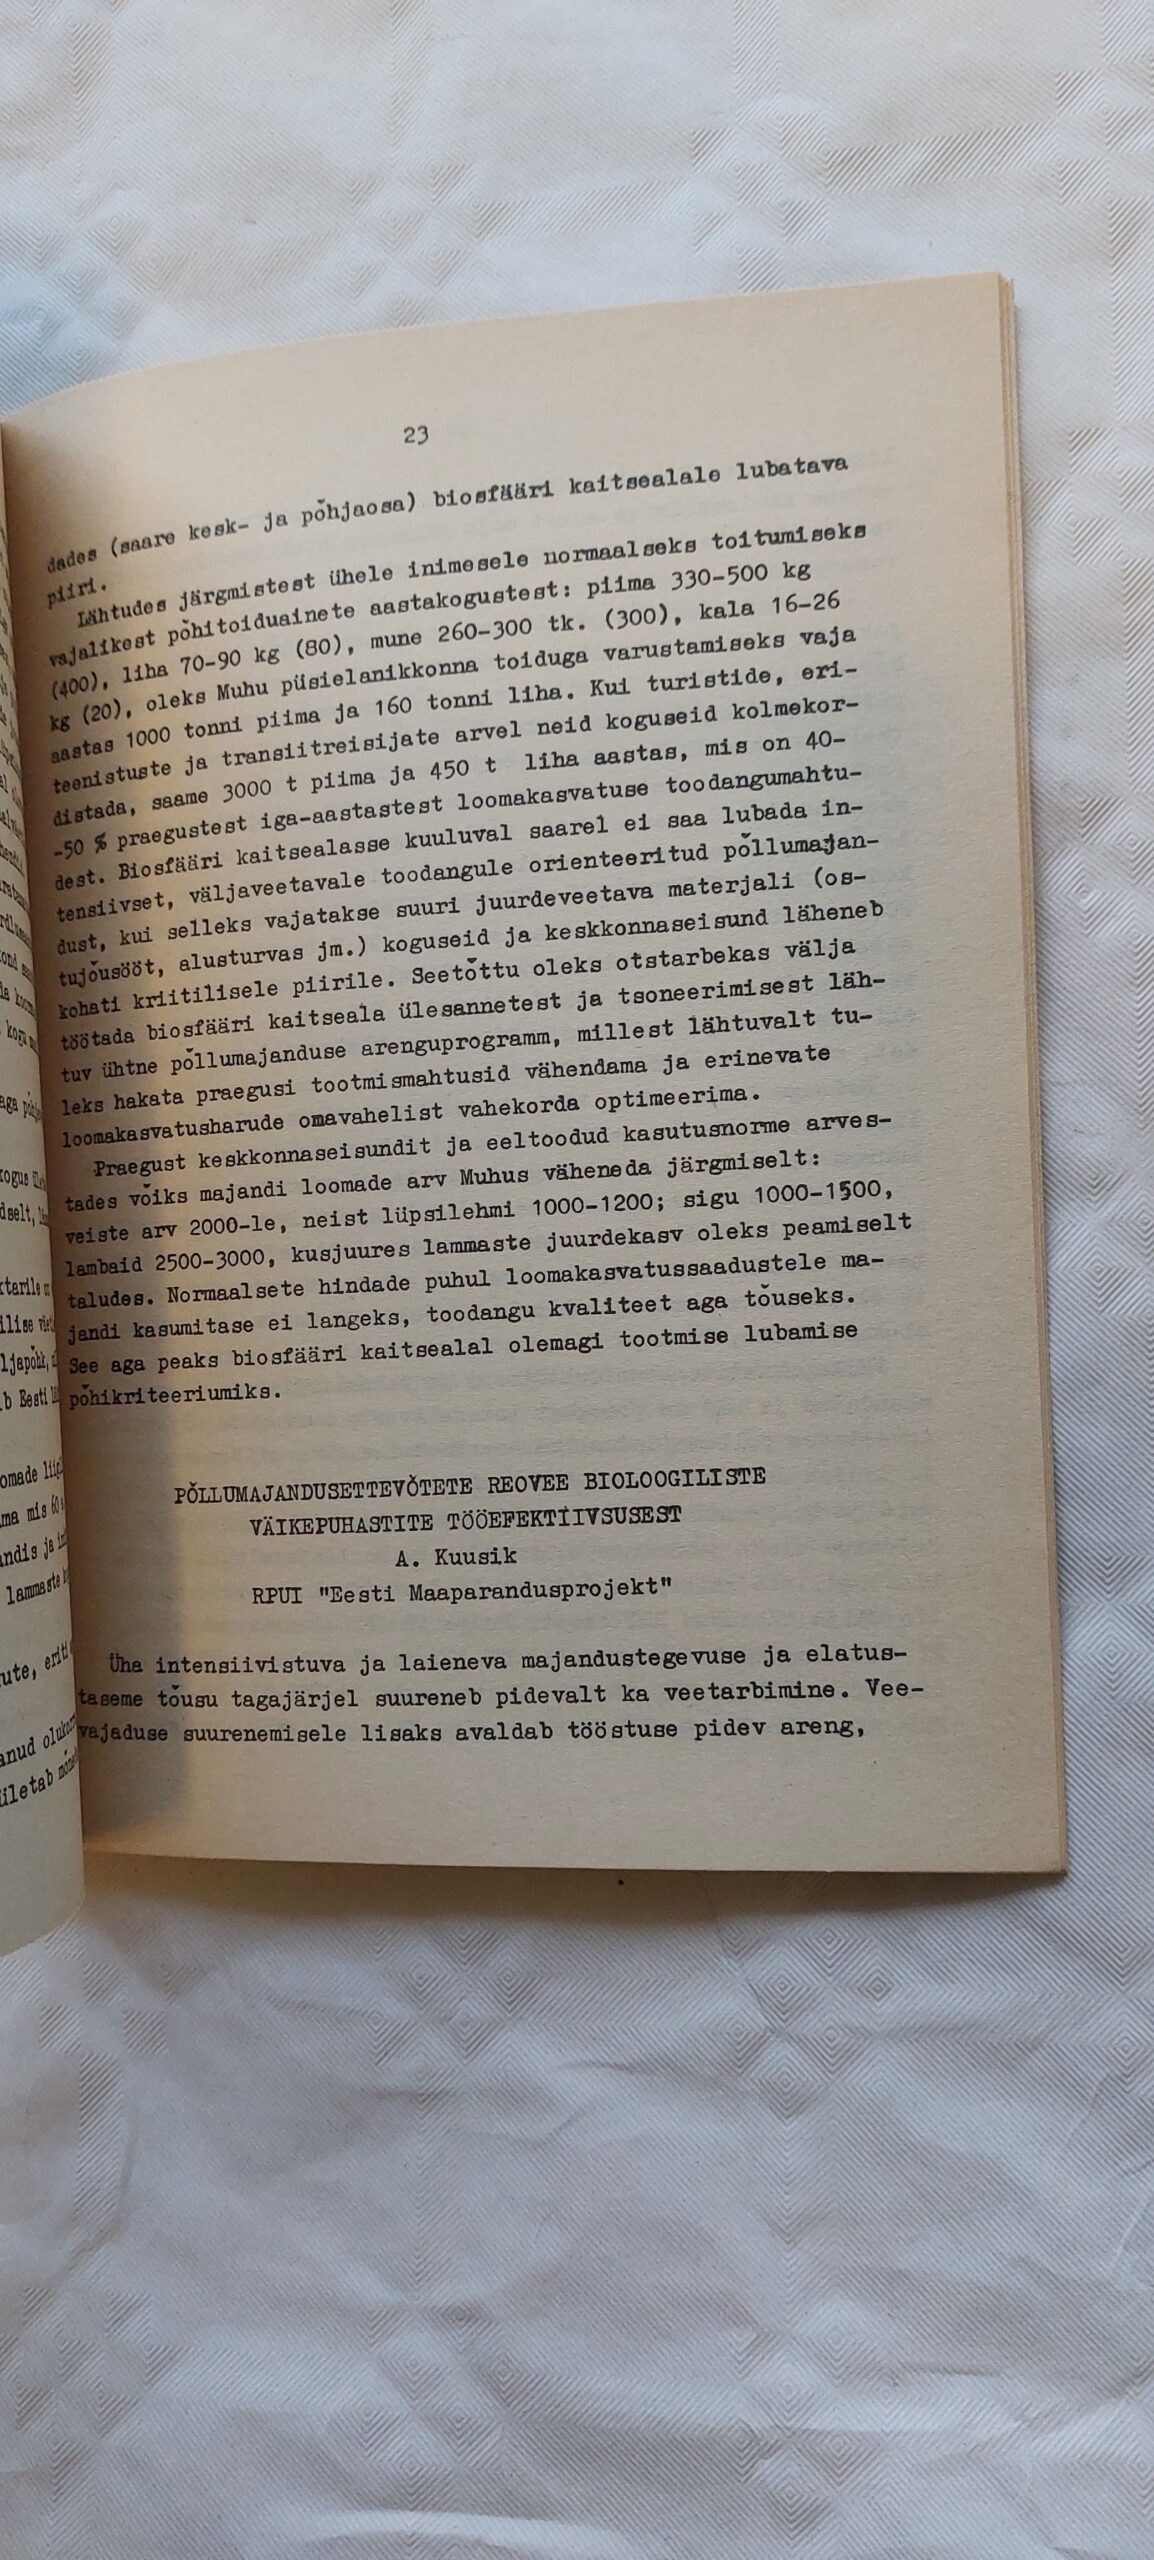 23
dades (saare kesk- ja põhjaosa) biosfääri kaitsealale lubatava
piiri.
Lähtudes järgmistest ühele inimesele normaalseks toitumiseks
vajalikest põhitoiduainete aastakogustest: piima 330-500 kg
(400), liha 70-90 kg (80), mune 260-300 tk. (300), kala 16-26
kg (20), oleks Muhu püsielanikkonna toiduga varustamiseks vaja
aastas 1000 tonni piima ja 160 tonni liha. Kui turistide, eri-
teenistuste ja transiitreisijate arvel neid koguseid kolmekor-
distada, saame 3000 t piima ja 450 t liha aastas, mis on 40-
-50 % praegustest iga-aastastest loomakasvatuse toodangumahtu-
dest. Biosfääri kaitsealasse kuuluval saarel ei saa lubada in-
tensiivset, väljaveetavale toodangule orienteeritud põllumajan-
dust, kui selleks vajatakse suuri juurdeveetava materjali (os-
tujõusööt, alusturvas jm.) koguseid ja keskkonnaseisund läheneb
kohati kriitilisele piirile. Seetõttu oleks otstarbekas välja
töötada biosfääri kaitseala ülesannetest ja tsoneerimisest läh-
tuv ühtne põllumajanduse arenguprogramm, millest lähtuvalt tu-
leks hakata praegusi tootmismahtusid vähendama ja erinevate
loomakasvatusharude omavahelist vahekorda optimeerima.
Praegust keskkonnaseisundit ja eeltoodud kasutusnorme arves-
tades võiks majandi loomade arv Muhus väheneda järgmiselt:
veiste arv 2000-le, neist lüpsilehmi 1000-1200; sigu 1000-1500,
lambaid 2500-3000, kusjuures lammaste juurdekasv oleks peamiselt
taludes. Normaalsete hindade puhul loomakasvatussaadustele ma-
jandi kasumitase ei langeks, toodangu kvaliteet aga tõuseks.
See aga peaks biosfääri kaitsealal olemagi tootmise lubamise
põhikriteeriumiks.
PÕLLUMAJANDUSETTEVÕTETE REOVEE BIOLOOGILISTE
VÄIKEPUHASTITE TÖÖEFEKTIIVSUSEST
A. Kuusik
RPUI "Eesti Maaparandusprojekt"
Üha intensiivistuva ja laieneva majandustegevuse ja elatus-
taseme tõusu tagajärjel suureneb pidevalt ka veetarbimine. Vee-
vajaduse suurenemisele lisaks avaldab tööstuse pidev areng,